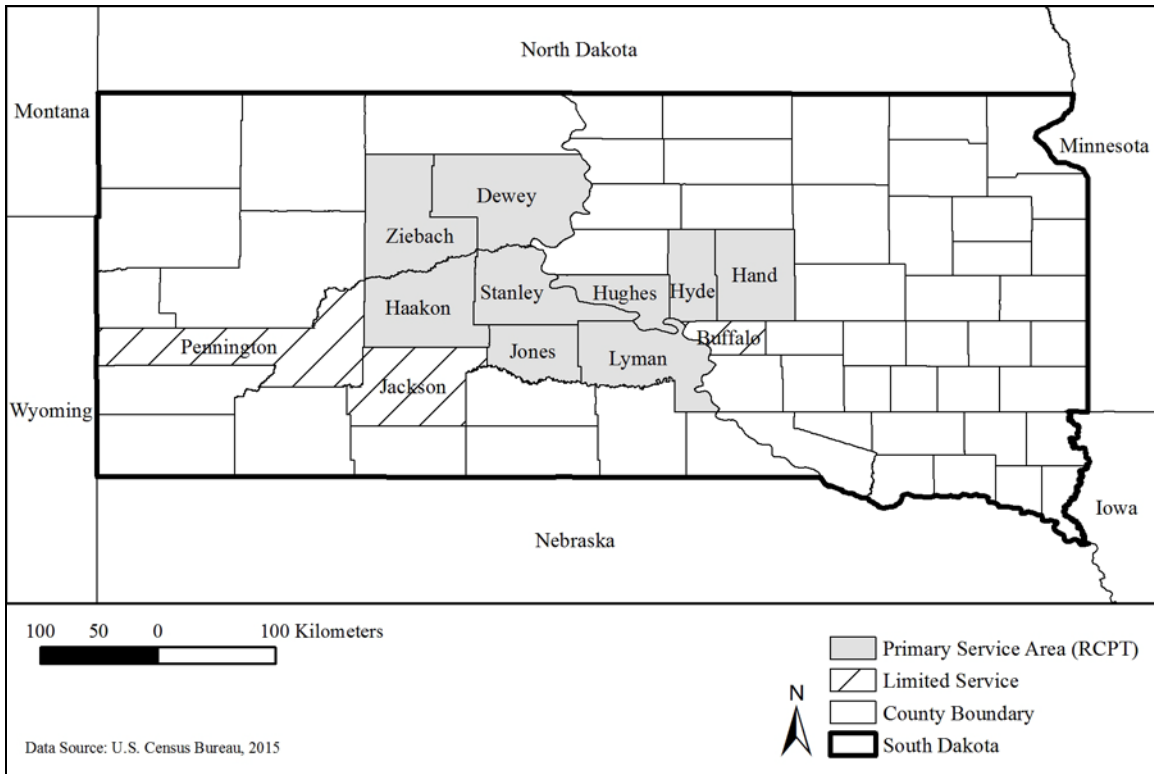 North Dakota
Montana
Minnesota
Dewey
Ziebach
Hand
Haakon
Stanley
Hughes
Hyde
Pennington
Jones
Lyman
Buffalo
Jackson
Wyoming
Iowa
Nebraska
100 50 0 100 Kilometers
Primary Service Area (RCPT)
Limited Service
N
County Boundary
South Dakota
Data Source: U.S. Census Bureau, 2015